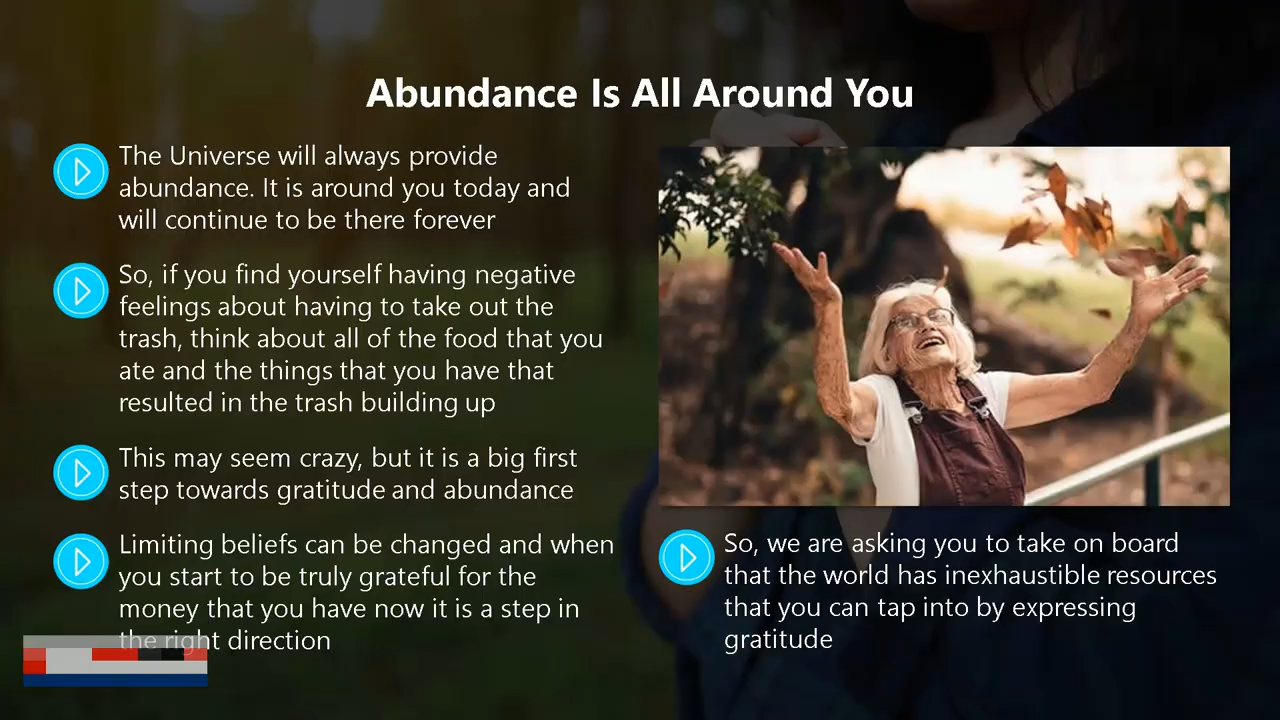 Abundance Is All Around You
The Universe will always provide
abundance. It is around you today and
will continue to be there forever
So, if you find yourself having negative
feelings about having to take out the
trash, think about all of the food that you
ate and the things that you have that
resulted in the trash building up
This may seem crazy, but it is a big first
step towards gratitude and abundance
Limiting beliefs can be changed and when
you start to be truly grateful for the
money that you have now it is a step in
the right direction
So, we are asking you to take on board
that the world has inexhaustible resources
that you can tap into by expressing
gratitude